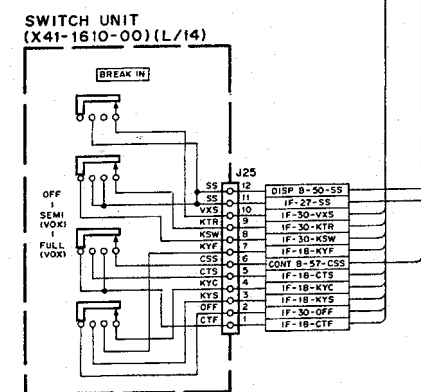 SWITCH UNIT
(X41-1610-00)(L/14)
BREAK IN
J25
SS 12 DISP 8-50-SS
SS 11 IF-27-SS
VXS 10 IF-30-VXS
KTR 9 IF-30-KTR
KSW 8 IF-30-KSW
KYF 7 IF-18-KYF
CSS 6 CONT 8-57-CSS
CTS 5 IF-18-CTS
KYC 4 IF-18-KYC
KYS 3 IF-18-KYS
OFF 2 IF-30-OFF
CTF 1 IF-18-CTF
OFF
SEMI
(VOX)
FULL
(VOX)